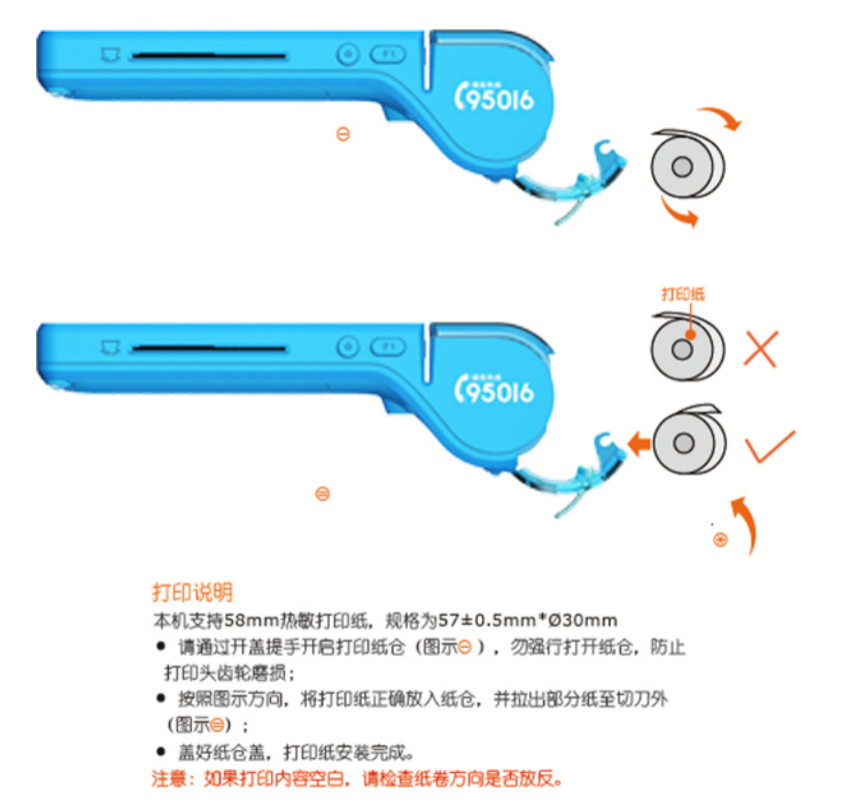 F1
95016
打印纸
F1
95016
打印说明
本机支持58mm热敏打印纸，规格为57±0.5mm*Ø30mm
● 请通过开盖提手开启打印纸仓（图示㊀），勿强行打开纸仓，防止
打印头齿轮磨损；
● 按照图示方向，将打印纸正确放入纸仓，并拉出部分纸至切刀外
（图示㊁）；
● 盖好纸仓盖，打印纸安装完成。
注意：如果打印内容空白，请检查纸卷方向是否放反。